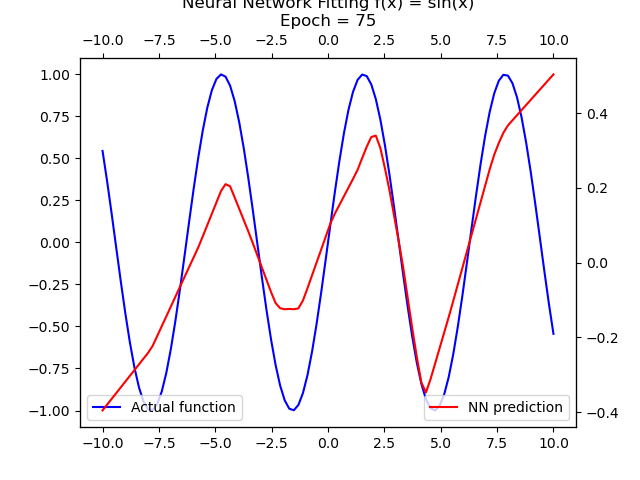 Neural Network Fitting f(x) = sin(x)
Epoch = 75
−10.0 −7.5 −5.0 −2.5 0.0 2.5 5.0 7.5 10.0
1.00
0.75
0.50
0.25
0.00
−0.25
−0.50
−0.75
−1.00
0.4
0.2
0.0
−0.2
−0.4
Actual function
NN prediction
−10.0 −7.5 −5.0 −2.5 0.0 2.5 5.0 7.5 10.0